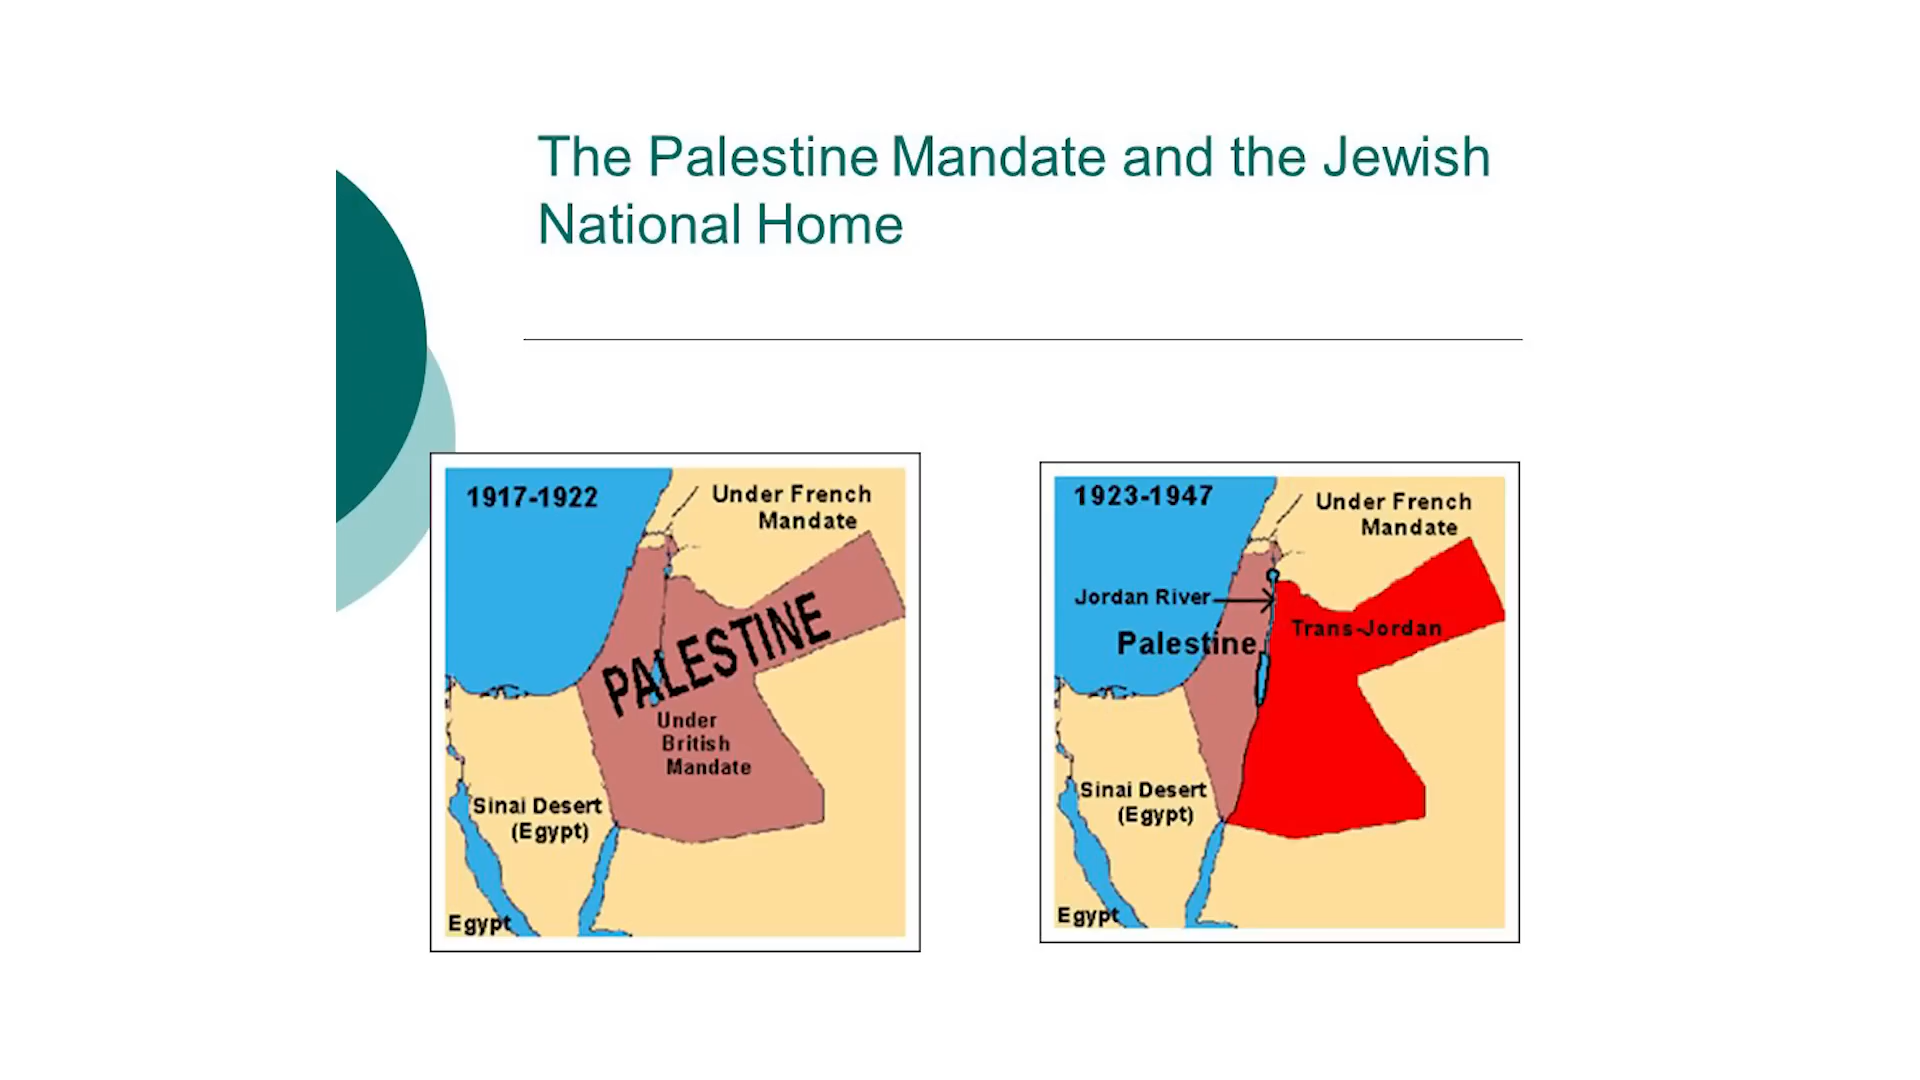 The Palestine Mandate and the Jewish
National Home
1917-1922
Under French
Mandate
PALESTINE
Under
British
Mandate
Sinai Desert
(Egypt)
Egypt
1923-1947
Under French
Mandate
Jordan River
Trans-Jordan
Palestine
Sinai Desert
(Egypt)
Egypt